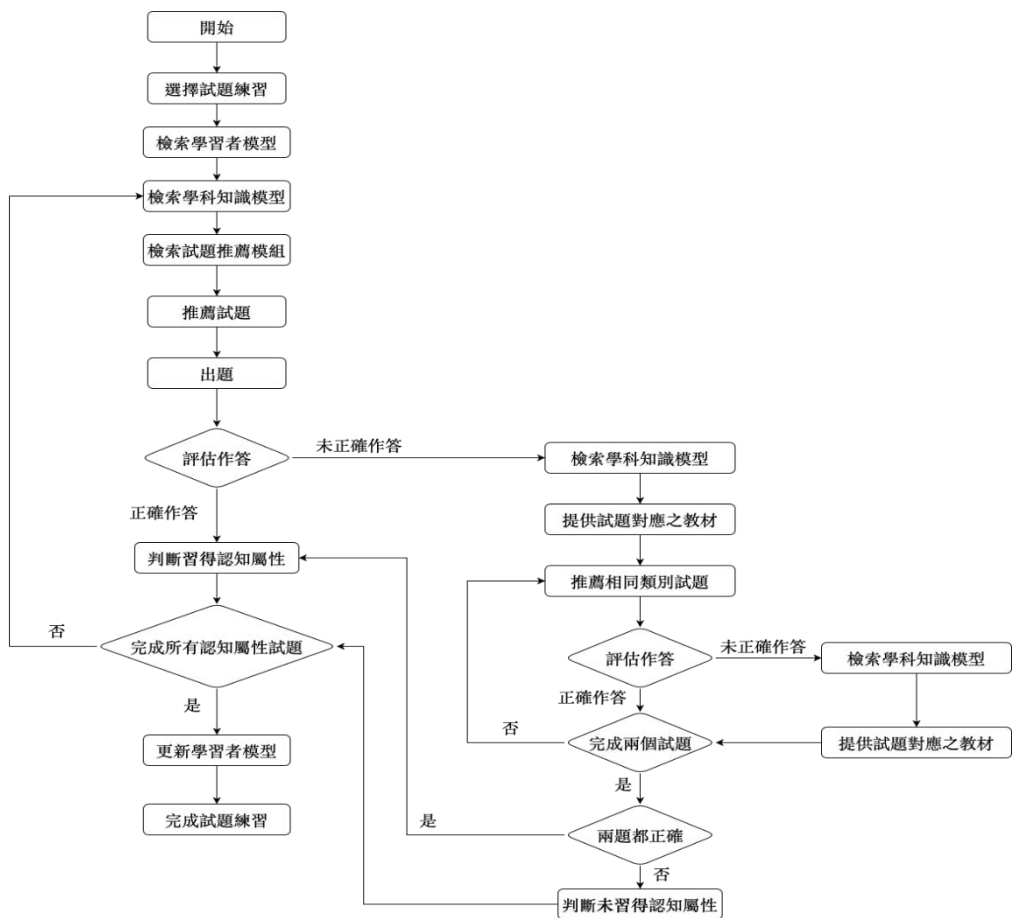 開始
選擇試題練習
檢索學習者模型
檢索學科知識模型
檢索試題推薦模組
推薦試題
出題
評估作答
未正確作答
正確作答
判斷習得認知屬性
完成所有認知屬性試題
否
是
更新學習者模型
完成試題練習
檢索學科知識模型
提供試題對應之教材
推薦相同類別試題
評估作答
未正確作答
正確作答
檢索學科知識模型
提供試題對應之教材
完成兩個試題
否
是
兩題都正確
是
否
判斷未習得認知屬性